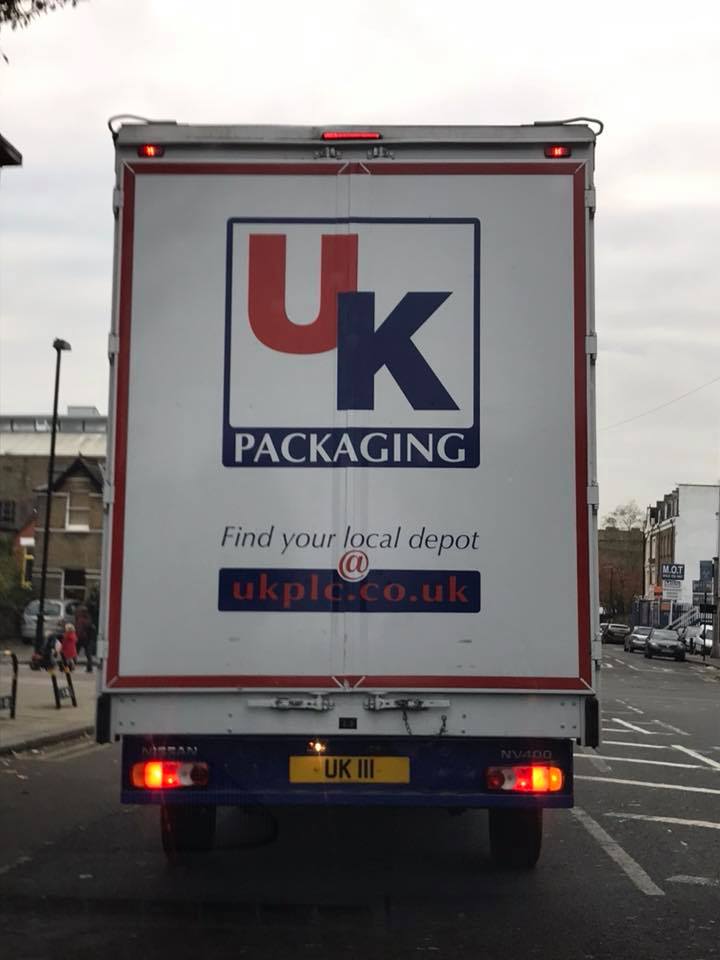 UK
PACKAGING
Find your local depot
@
ukplc.co.uk
NISSAN
NV400
UK III
M.O.T